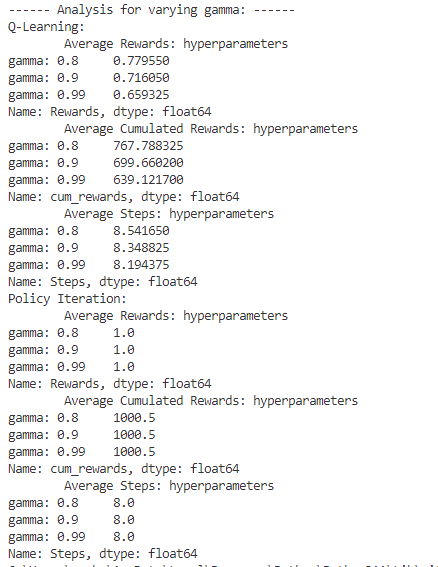 ------ Analysis for varying gamma: ------
Q-Learning:
Average Rewards: hyperparameters
gamma: 0.8 0.779550
gamma: 0.9 0.716050
gamma: 0.99 0.659325
Name: Rewards, dtype: float64
Average Cumulated Rewards: hyperparameters
gamma: 0.8 767.788325
gamma: 0.9 699.660200
gamma: 0.99 639.121700
Name: cum_rewards, dtype: float64
Average Steps: hyperparameters
gamma: 0.8 8.541650
gamma: 0.9 8.348825
gamma: 0.99 8.194375
Name: Steps, dtype: float64
Policy Iteration:
Average Rewards: hyperparameters
gamma: 0.8 1.0
gamma: 0.9 1.0
gamma: 0.99 1.0
Name: Rewards, dtype: float64
Average Cumulated Rewards: hyperparameters
gamma: 0.8 1000.5
gamma: 0.9 1000.5
gamma: 0.99 1000.5
Name: cum_rewards, dtype: float64
Average Steps: hyperparameters
gamma: 0.8 8.0
gamma: 0.9 8.0
gamma: 0.99 8.0
Name: Steps, dtype: float64